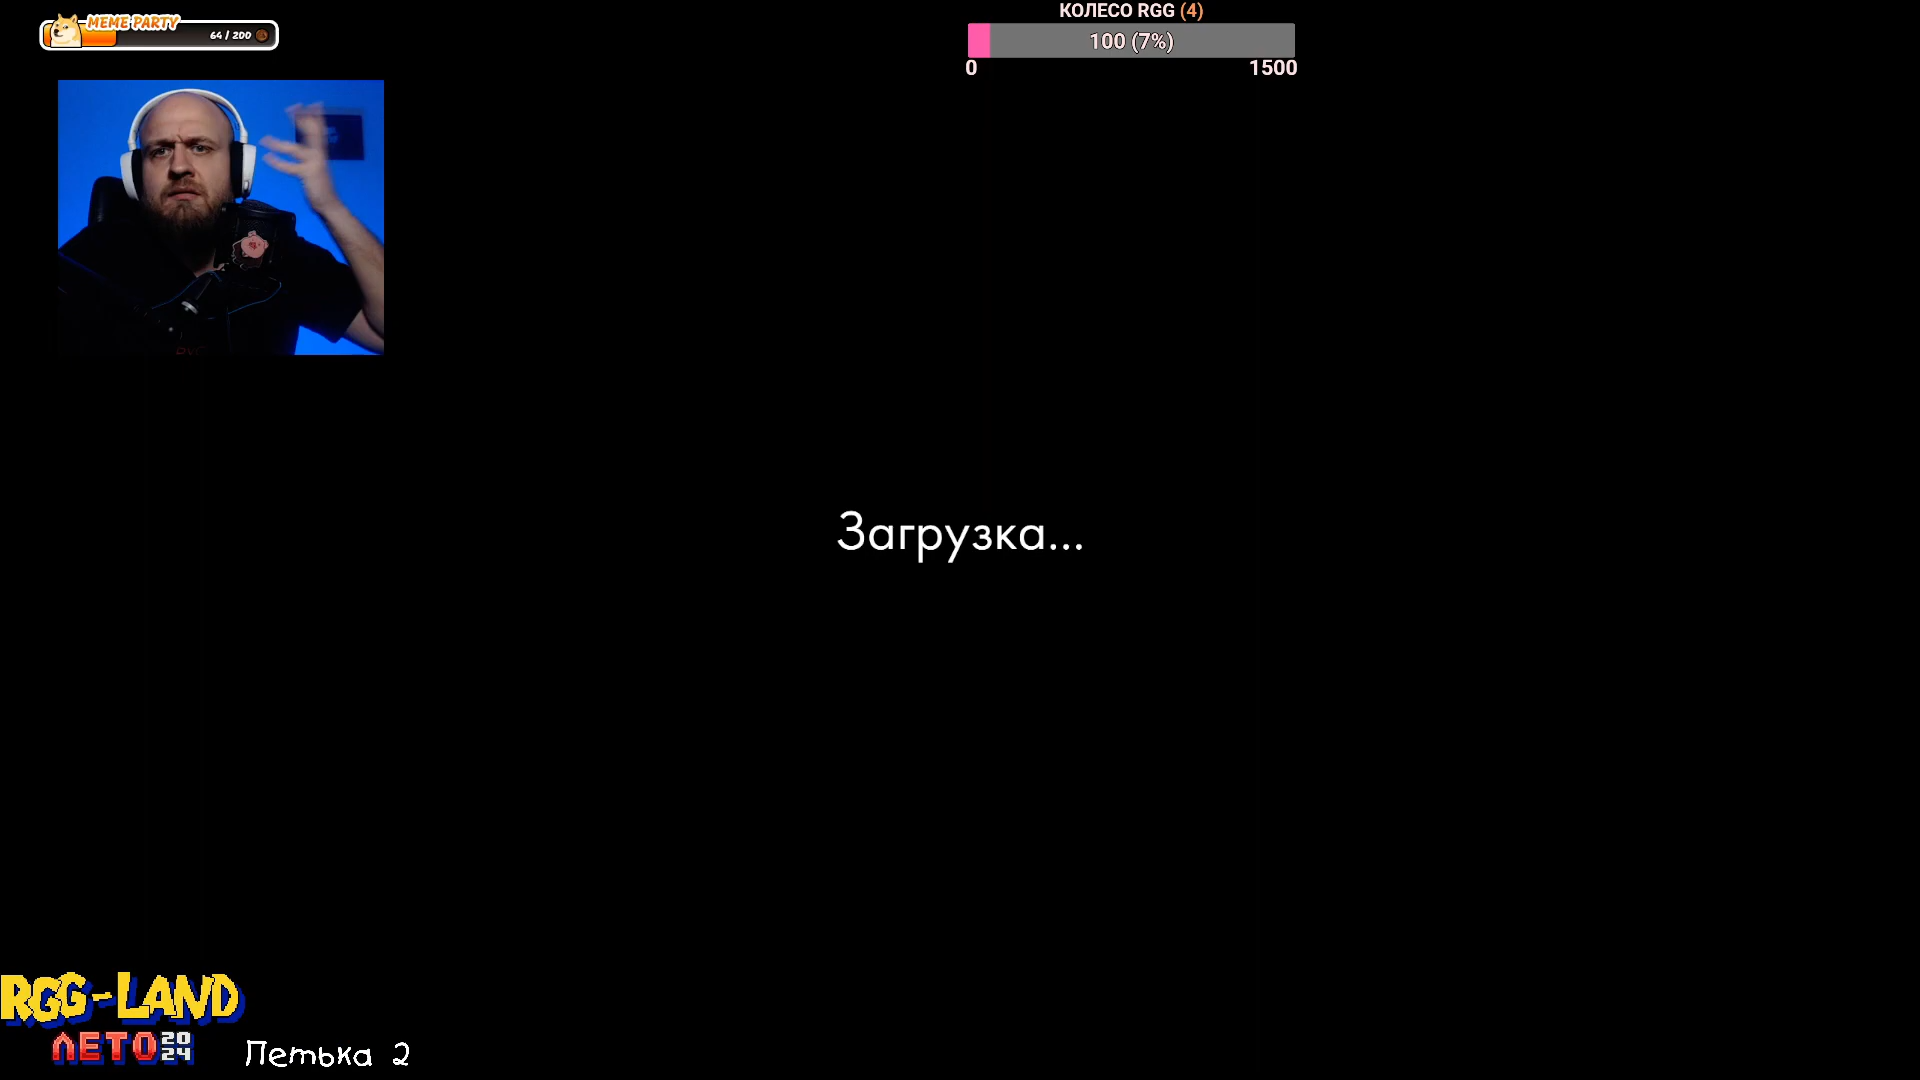 MEME PARTY
64 / 200
КОЛЕСО RGG (4)
100 (7%)
0 1500
Загрузка...
RGG-LAND
ЛЕТО 2024
Петька 2